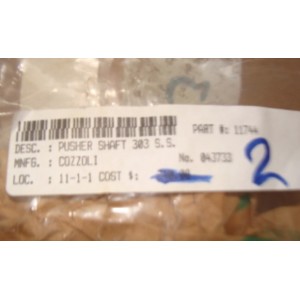 PART #: 11744
DESC. : PUSHER SHAFT 303 S.S.
MNFG. : COZZOLI
No. 043733
LOC. : 11-1-1 COST $:
2